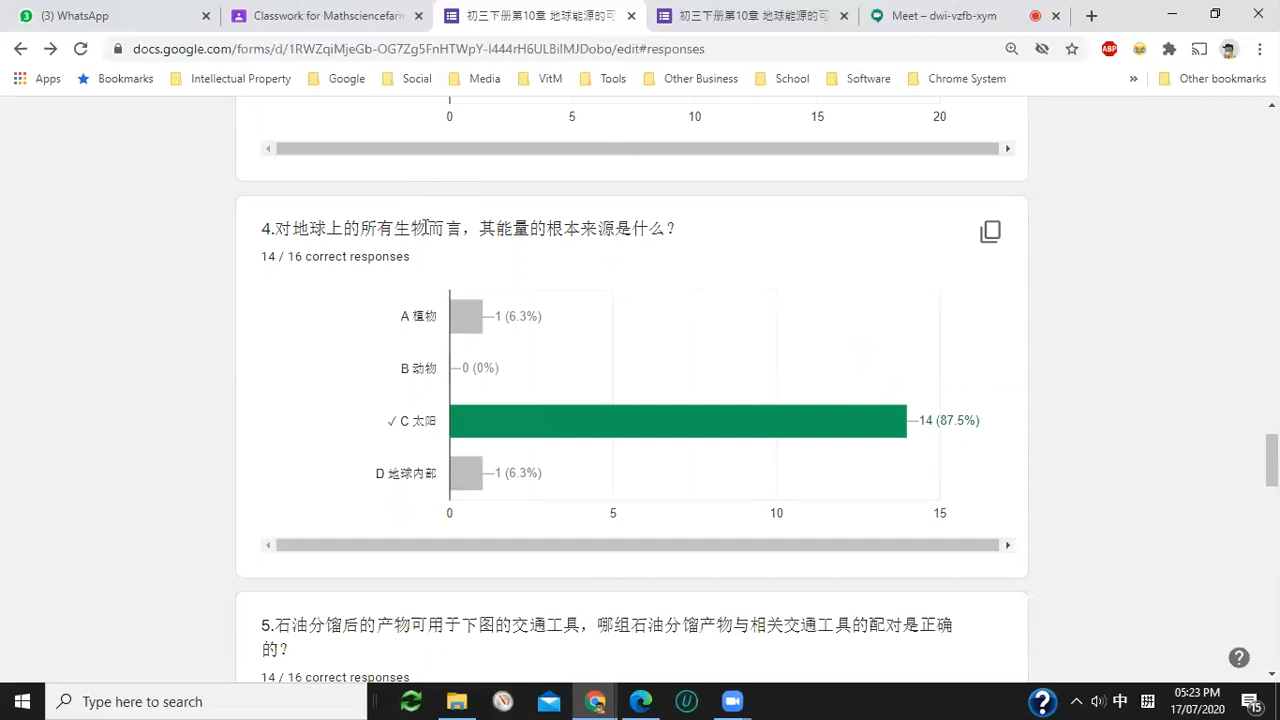 (3) WhatsApp
Classwork for Mathsciencefa
初三下册第10章 地球能源的可
初三下册第10章 地球能源的可
Meet – dwi-vzfb-xym
docs.google.com/forms/d/1RWZqiMjeGb-OG7Zg5FnHTWpY-I444rH6ULBiIMJDobo/edit#responses
ABP
Apps
Bookmarks
Intellectual Property
Google
Social
Media
VitM
Tools
Other Business
School
Software
Chrome System
»
Other bookmarks
0 5 10 15 20
4.对地球上的所有生物而言，其能量的根本来源是什么？
14 / 16 correct responses
A 植物 1 (6.3%)
B 动物 0 (0%)
✓ C 太阳 14 (87.5%)
D 地球内部 1 (6.3%)
0 5 10 15
5.石油分馏后的产物可用于下图的交通工具，哪组石油分馏产物与相关交通工具的配对是正确
的？
14 / 16 correct responses
Type here to search
中
拼
05:23 PM
17/07/2020
15